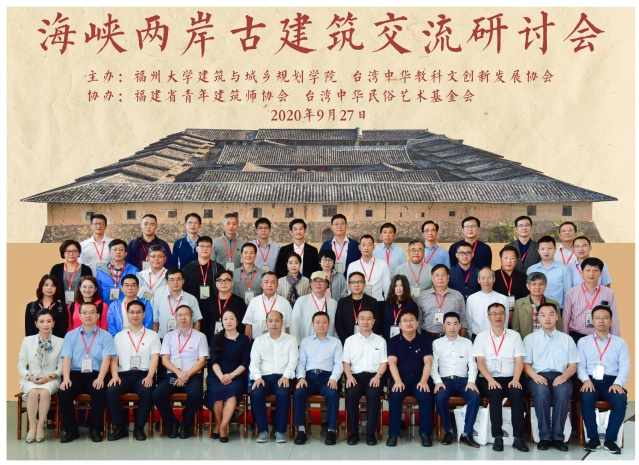 海峡两岸古建筑交流研讨会
主办：福州大学建筑与城乡规划学院 台湾中华教科文创新发展协会
协办：福建省青年建筑师协会 台湾中华民俗艺术基金会
2020年9月27日